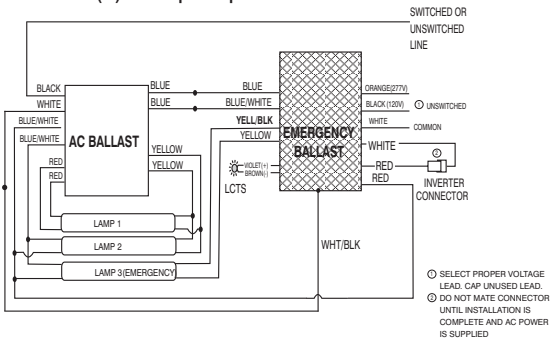 SWITCHED OR
UNSWITCHED
LINE
BLACK
WHITE
BLUE/WHITE
BLUE/WHITE
RED
RED
AC BALLAST
BLUE
BLUE
YELLOW
YELLOW
BLUE
BLUE/WHITE
YELL/BLK
YELLOW
EMERGENCY
BALLAST
VIOLET(+)
BROWN(-)
LCTS
ORANGE(277V)
BLACK (120V)
① UNSWITCHED
WHITE
COMMON
WHITE
RED
RED
②
INVERTER
CONNECTOR
LAMP 1
LAMP 2
LAMP 3(EMERGENCY)
WHT/BLK
① SELECT PROPER VOLTAGE
LEAD. CAP UNUSED LEAD.
② DO NOT MATE CONNECTOR
UNTIL INSTALLATION IS
COMPLETE AND AC POWER
IS SUPPLIED